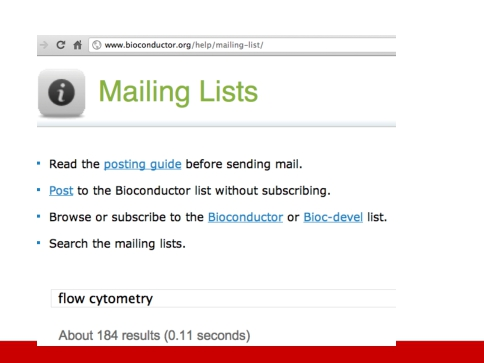 www.bioconductor.org/help/mailing-list/
Mailing Lists
Read the posting guide before sending mail.
Post to the Bioconductor list without subscribing.
Browse or subscribe to the Bioconductor or Bioc-devel list.
Search the mailing lists.
flow cytometry
About 184 results (0.11 seconds)